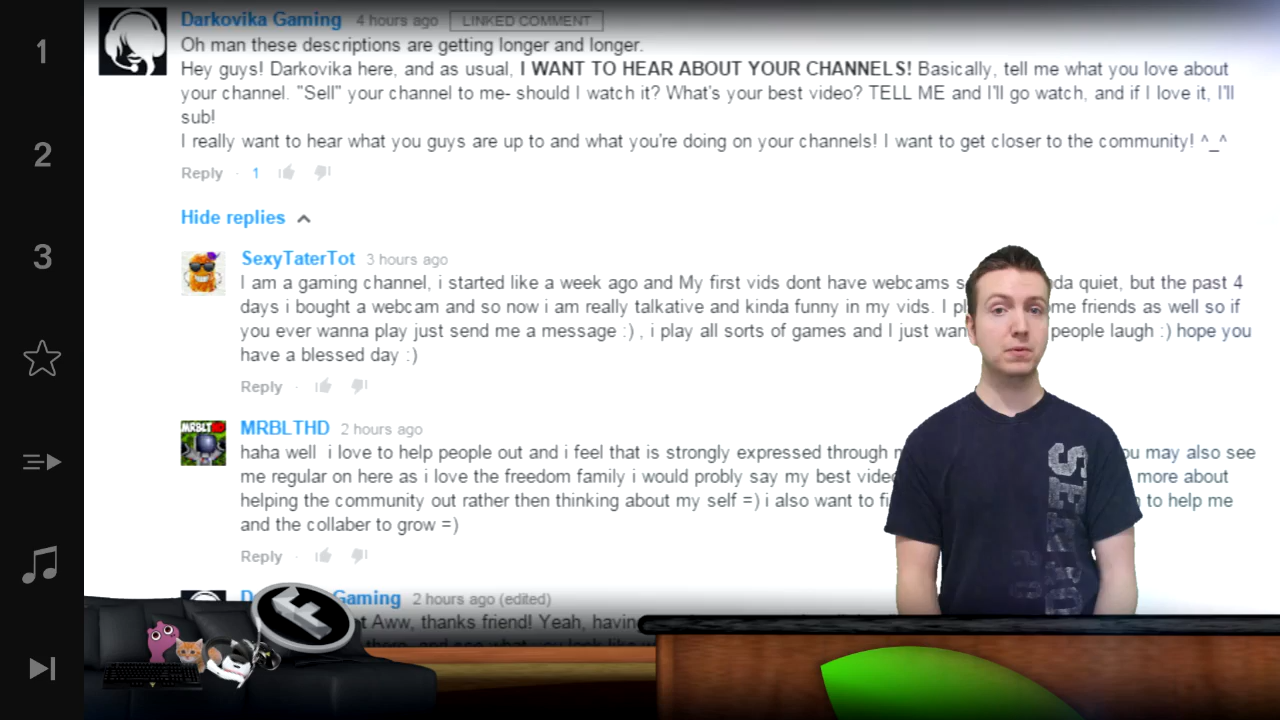 1
2
3
Darkovika Gaming 4 hours ago LINKED COMMENT
Oh man these descriptions are getting longer and longer.
Hey guys! Darkovika here, and as usual, I WANT TO HEAR ABOUT YOUR CHANNELS! Basically, tell me what you love about
your channel. "Sell" your channel to me- should I watch it? What's your best video? TELL ME and I'll go watch, and if I love it, I'll
sub!
I really want to hear what you guys are up to and what you're doing on your channels! I want to get closer to the community! ^_^
Reply · 1
Hide replies
SexyTaterTot 3 hours ago
I am a gaming channel, i started like a week ago and My first vids dont have webcams quiet, but the past 4
days i bought a webcam and so now i am really talkative and kinda funny in my vids. I friends as well so if
you ever wanna play just send me a message :) , i play all sorts of games and I just people laugh :) hope you
have a blessed day :)
Reply ·
MRBLTHD 2 hours ago
haha well i love to help people out and i feel that is strongly expressed through may also see
me regular on here as i love the freedom family i would probly say my best more about
helping the community out rather then thinking about my self =) i also want to to help me
and the collaber to grow =)
Reply ·
Gaming 2 hours ago (edited)
Aww, thanks friend! Yeah,